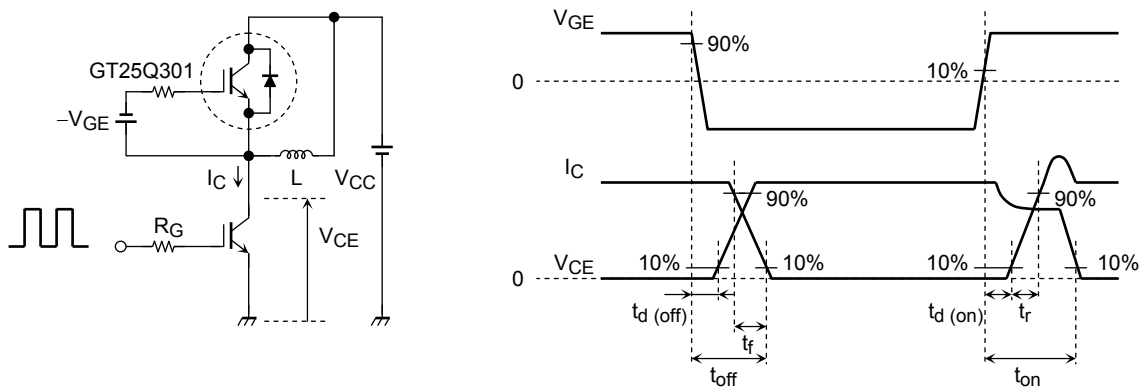 GT25Q301
−VGE
IC
L
VCC
RG
VCE
VGE
90%
10%
0
IC
90%
90%
VCE
10%
10%
10%
10%
0
td (off)
td (on)
tr
tf
toff
ton